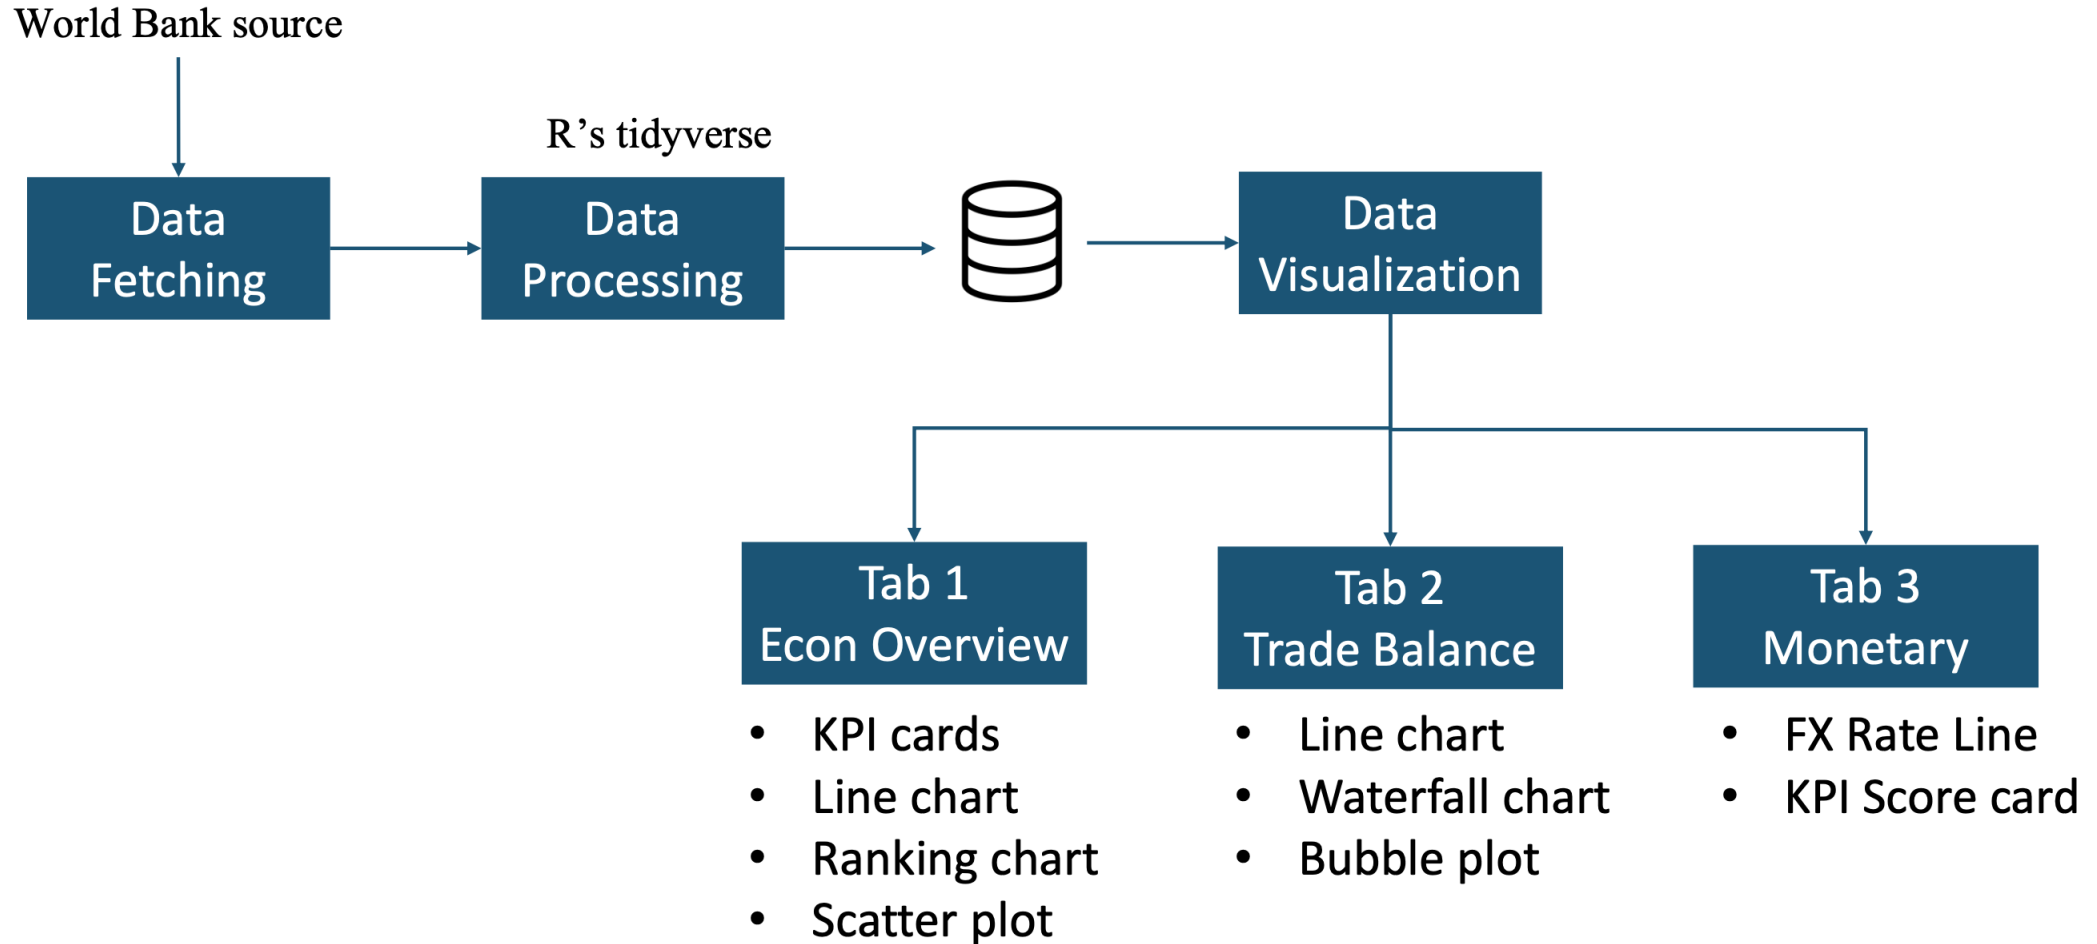 World Bank source
R’s tidyverse
Data
Fetching
Data
Processing
Data
Visualization
Tab 1
Econ Overview
• KPI cards
• Line chart
• Ranking chart
• Scatter plot
Tab 2
Trade Balance
• Line chart
• Waterfall chart
• Bubble plot
Tab 3
Monetary
• FX Rate Line
• KPI Score card